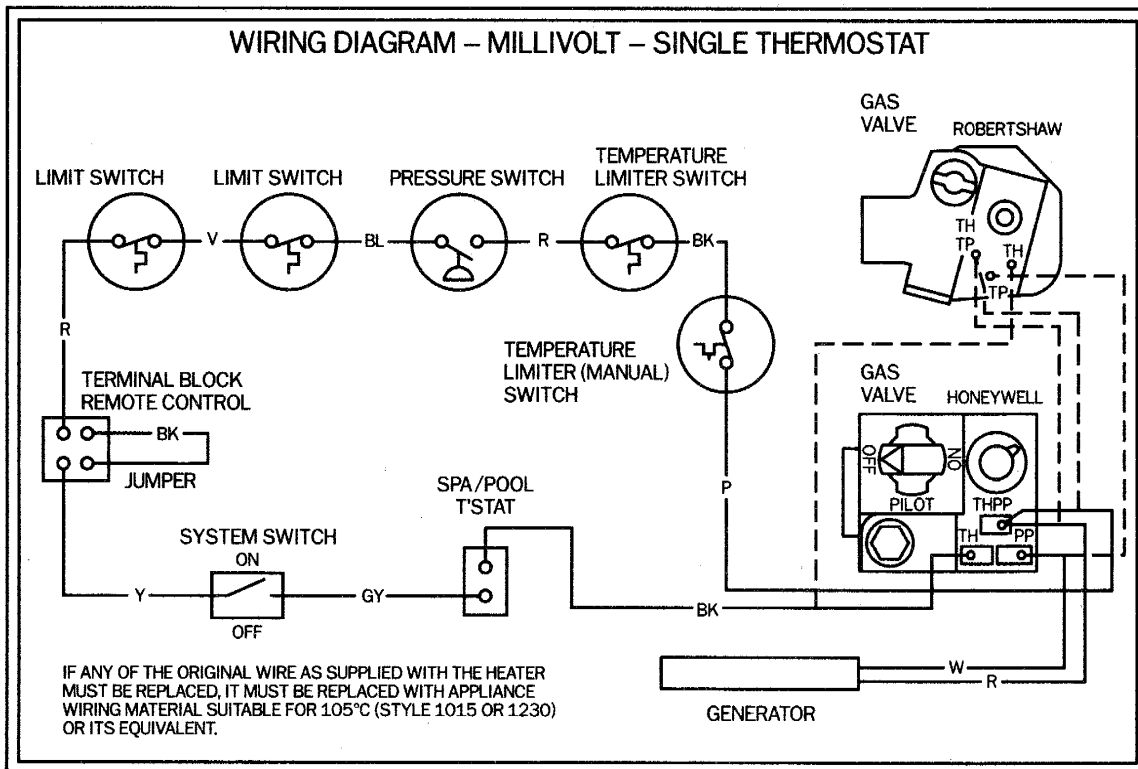 WIRING DIAGRAM – MILLIVOLT – SINGLE THERMOSTAT
GAS
VALVE
ROBERTSHAW
LIMIT SWITCH
LIMIT SWITCH
PRESSURE SWITCH
TEMPERATURE
LIMITER SWITCH
V
BL
R
BK
TH
TP
TH
TP
R
TEMPERATURE
LIMITER (MANUAL)
SWITCH
TERMINAL BLOCK
REMOTE CONTROL
BK
JUMPER
GAS
VALVE
HONEYWELL
OFF
NO
PILOT
THPP
TH
PP
P
SPA/POOL
T'STAT
SYSTEM SWITCH
ON
Y
GY
OFF
BK
W
R
GENERATOR
IF ANY OF THE ORIGINAL WIRE AS SUPPLIED WITH THE HEATER
MUST BE REPLACED, IT MUST BE REPLACED WITH APPLIANCE
WIRING MATERIAL SUITABLE FOR 105°C (STYLE 1015 OR 1230)
OR ITS EQUIVALENT.